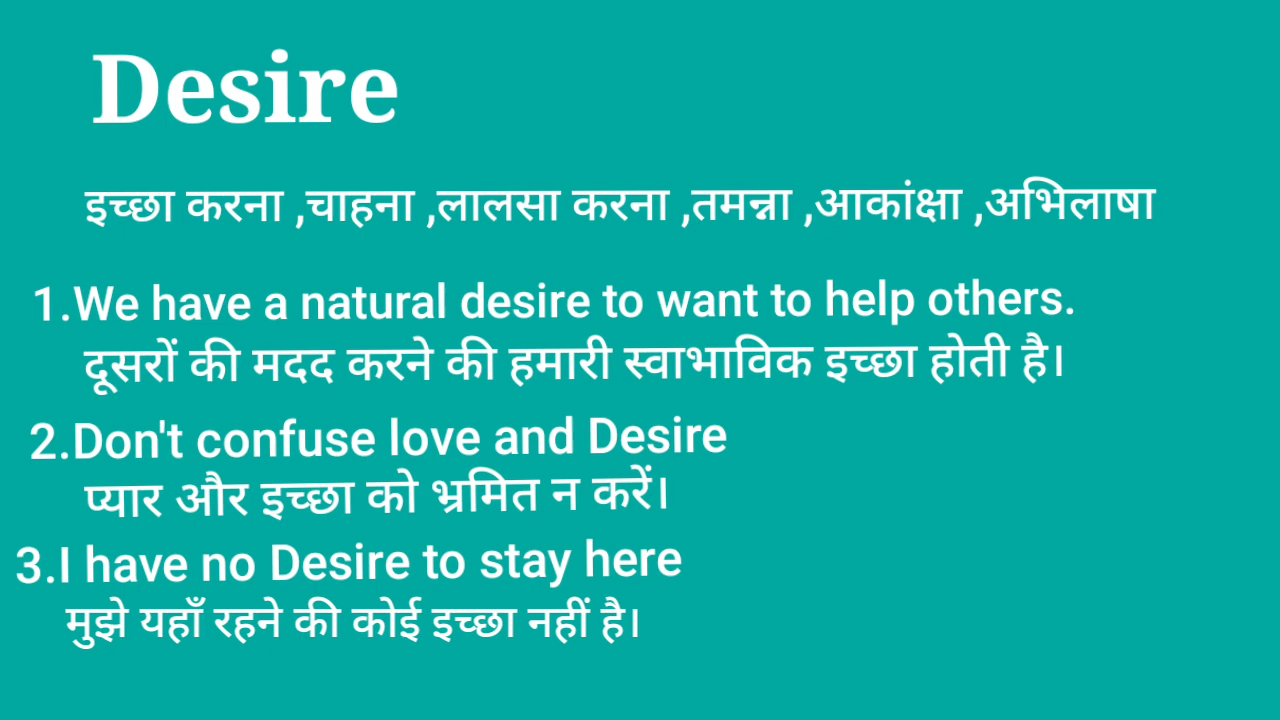 Desire
इच्छा करना ,चाहना ,लालसा करना ,तमन्ना ,आकांक्षा ,अभिलाषा
1.We have a natural desire to want to help others.
दूसरों की मदद करने की हमारी स्वाभाविक इच्छा होती है।
2.Don't confuse love and Desire
प्यार और इच्छा को भ्रमित न करें।
3.I have no Desire to stay here
मुझे यहाँ रहने की कोई इच्छा नहीं है।